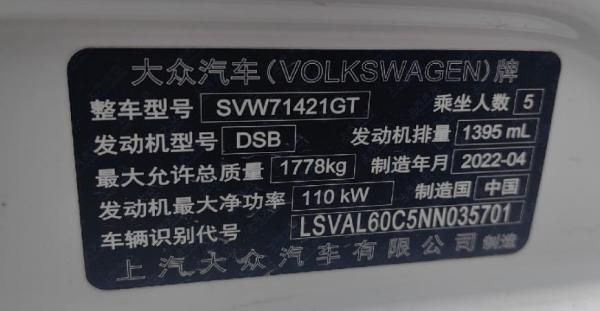 大众汽车(VOLKSWAGEN)牌
整车型号 SVW71421GT 乘坐人数 5
发动机型号 DSB 发动机排量 1395 mL
最大允许总质量 1778kg 制造年月 2022-04
发动机最大净功率 110 kW 制造国 中国
车辆识别代号 LSVAL60C5NN035701
上汽大众汽车有限公司 制造